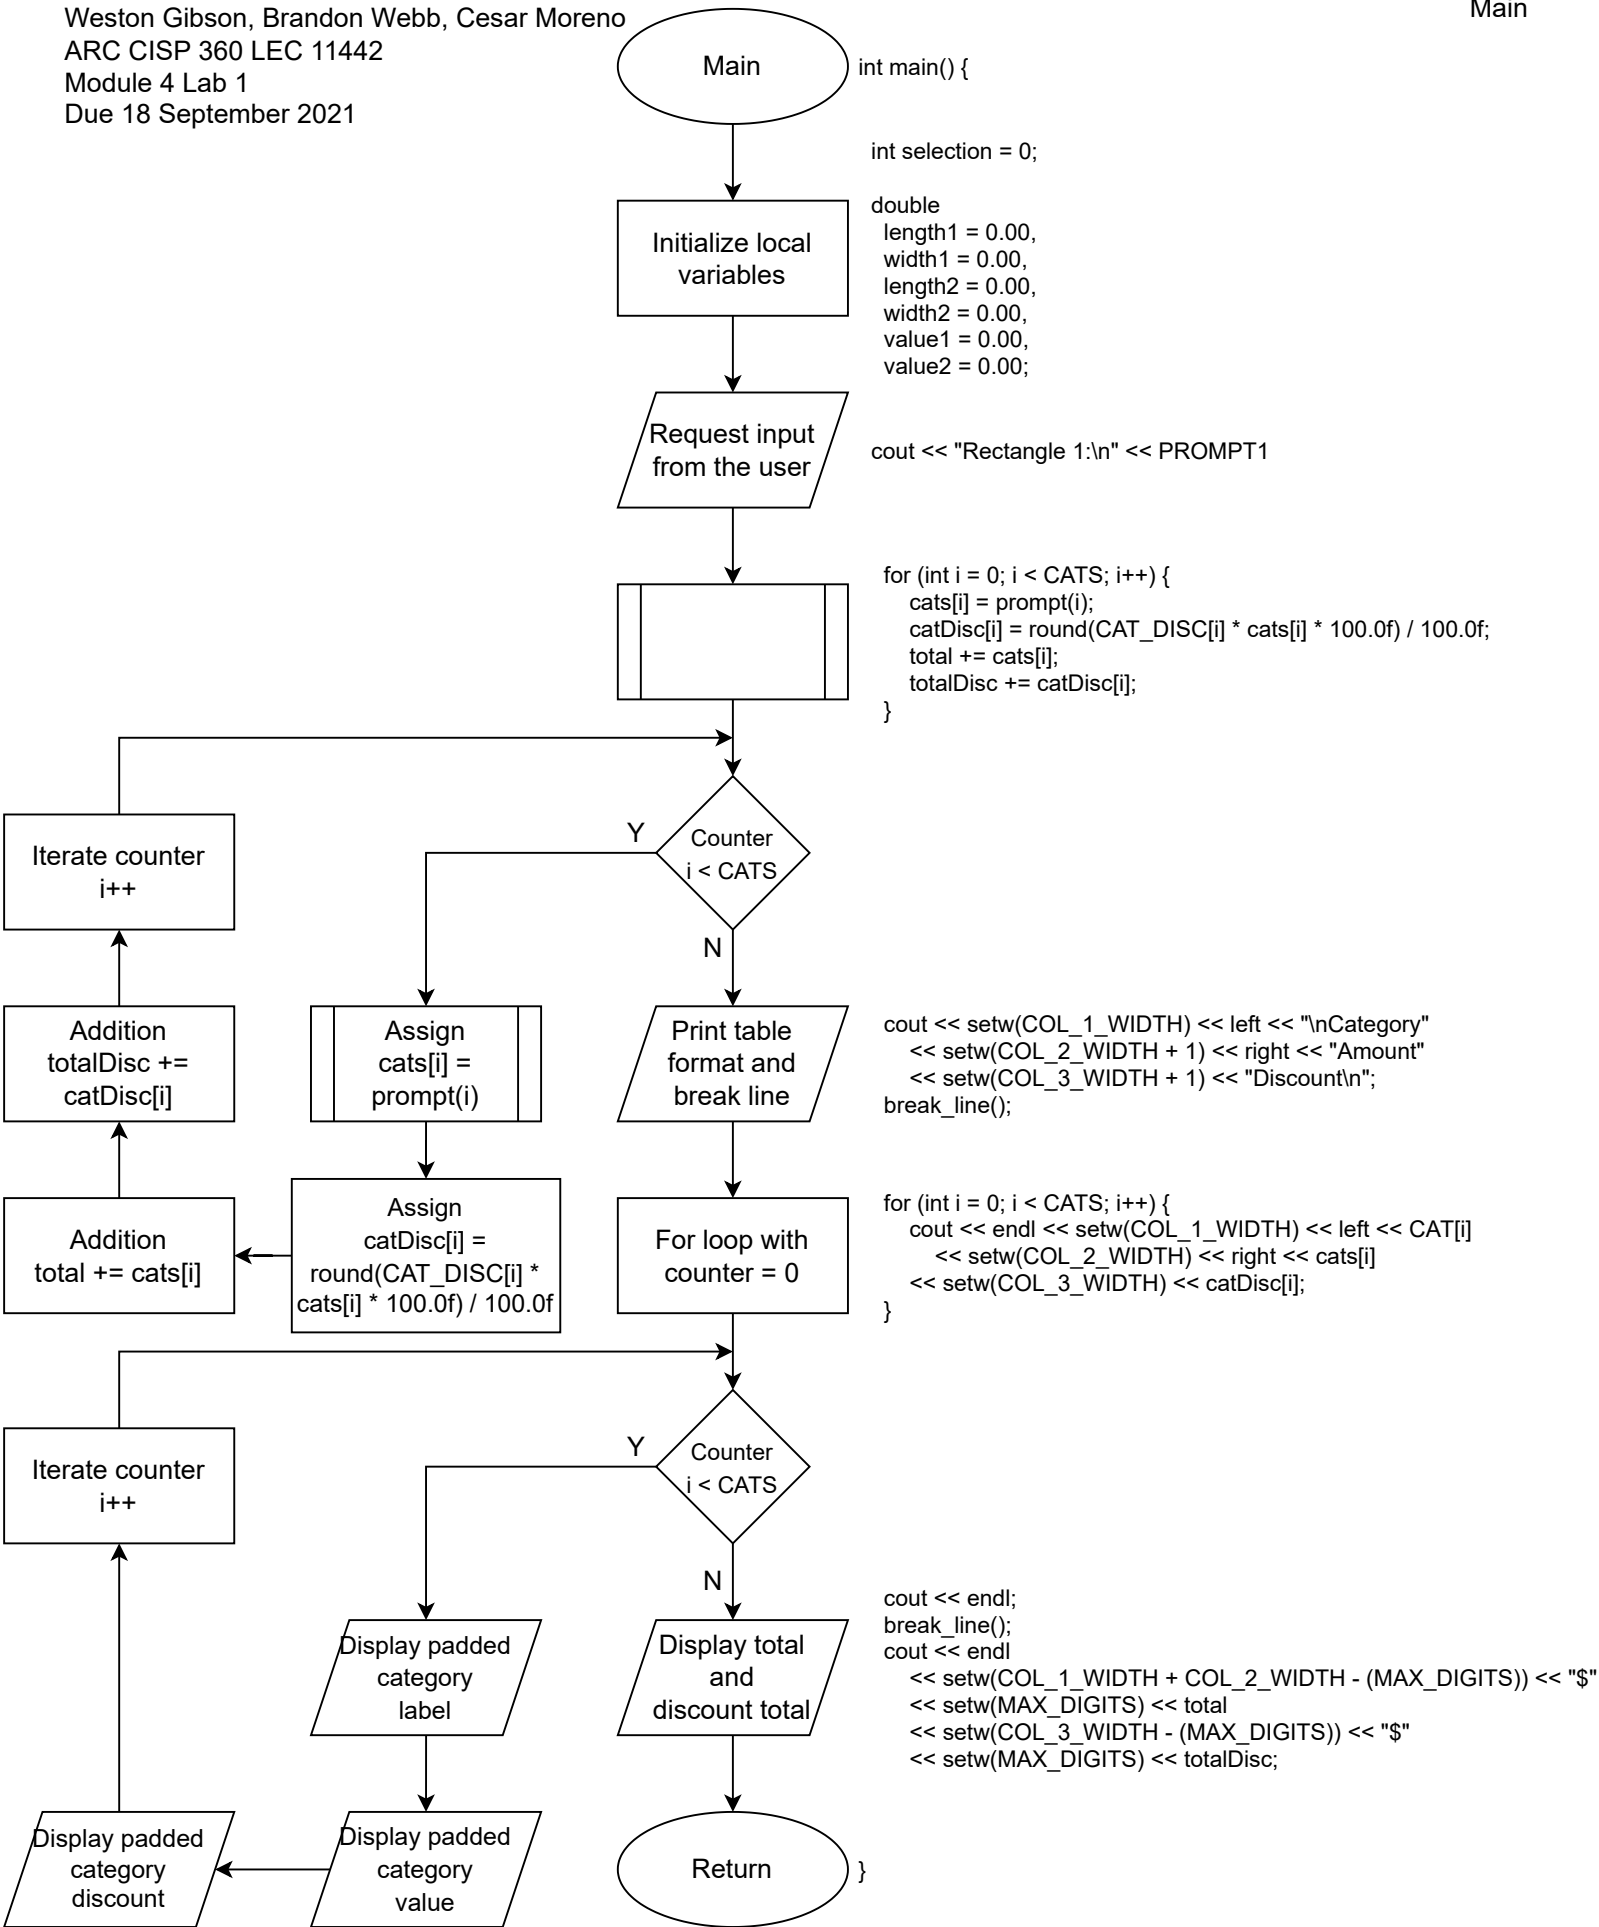 Weston Gibson, Brandon Webb, Cesar Moreno
ARC CISP 360 LEC 11442
Module 4 Lab 1
Due 18 September 2021
Main
Main
int main() {
int selection = 0;
double
length1 = 0.00,
width1 = 0.00,
length2 = 0.00,
width2 = 0.00,
value1 = 0.00,
value2 = 0.00;
Initialize local
variables
Request input
from the user
cout << "Rectangle 1:\n" << PROMPT1
for (int i = 0; i < CATS; i++) {
cats[i] = prompt(i);
catDisc[i] = round(CAT_DISC[i] * cats[i] * 100.0f) / 100.0f;
total += cats[i];
totalDisc += catDisc[i];
}
Counter
i < CATS
Y
N
Iterate counter
i++
Addition
totalDisc +=
catDisc[i]
Assign
cats[i] =
prompt(i)
Print table
format and
break line
cout << setw(COL_1_WIDTH) << left << "\nCategory"
<< setw(COL_2_WIDTH + 1) << right << "Amount"
<< setw(COL_3_WIDTH + 1) << "Discount\n";
break_line();
Addition
total += cats[i]
Assign
catDisc[i] =
round(CAT_DISC[i] *
cats[i] * 100.0f) / 100.0f
For loop with
counter = 0
for (int i = 0; i < CATS; i++) {
cout << endl << setw(COL_1_WIDTH) << left << CAT[i]
<< setw(COL_2_WIDTH) << right << cats[i]
<< setw(COL_3_WIDTH) << catDisc[i];
}
Counter
i < CATS
Y
N
Iterate counter
i++
Display padded
category
label
Display total
and
discount total
cout << endl;
break_line();
cout << endl
<< setw(COL_1_WIDTH + COL_2_WIDTH - (MAX_DIGITS)) << "$"
<< setw(MAX_DIGITS) << total
<< setw(COL_3_WIDTH - (MAX_DIGITS)) << "$"
<< setw(MAX_DIGITS) << totalDisc;
Display padded
category
discount
Display padded
category
value
Return
}